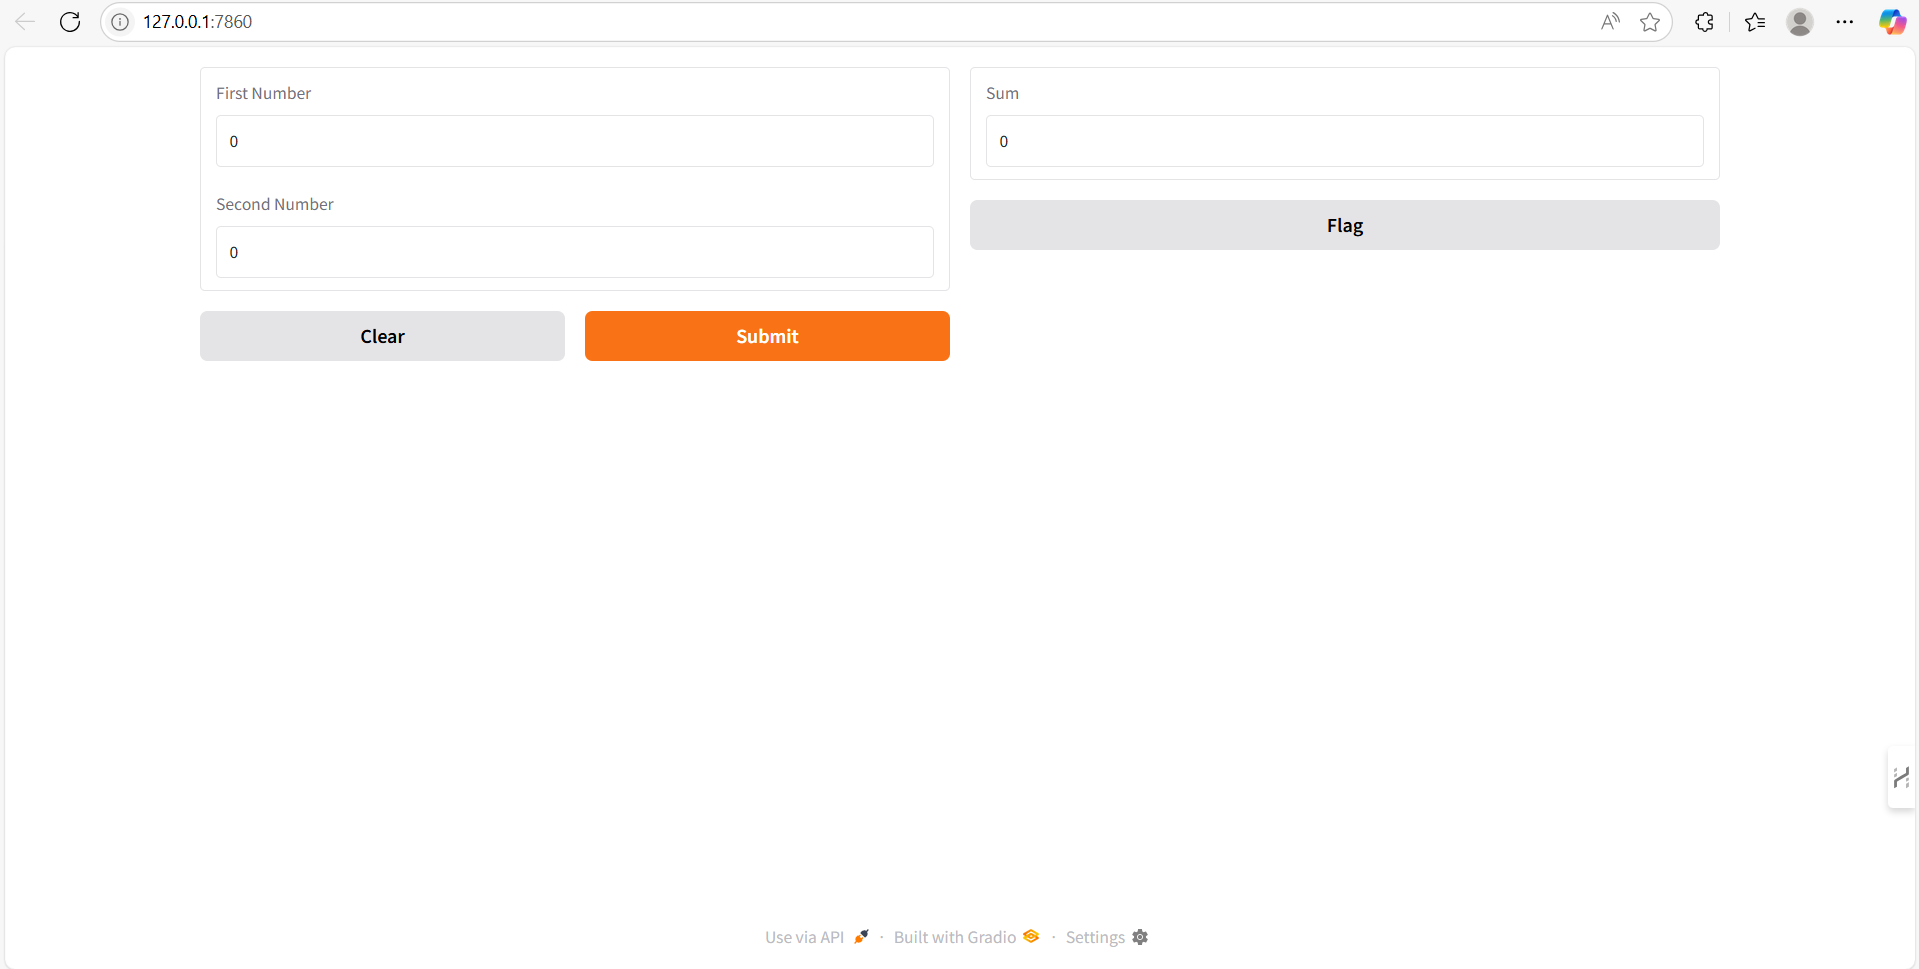 127.0.0.1:7860
First Number
0
Second Number
0
Clear
Submit
Sum
0
Flag
Use via API · Built with Gradio · Settings